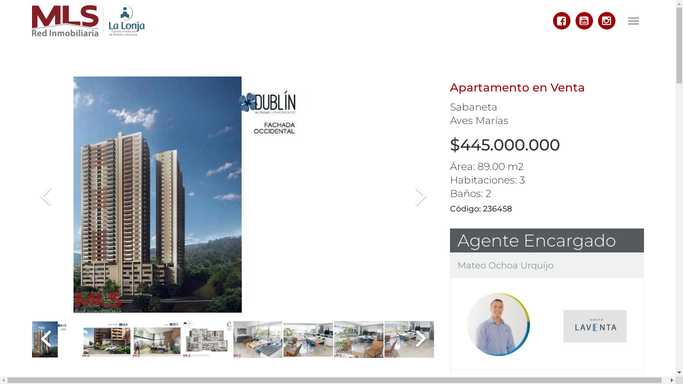 MLS
Red Inmobiliaria
La Lonja
DUBLÍN
FACHADA
OCCIDENTAL
MLS
Apartamento en Venta
Sabaneta
Aves Marías
$445.000.000
Área: 89.00 m2
Habitaciones: 3
Baños: 2
Código: 236458
Agente Encargado
Mateo Ochoa Urquijo
LAVENTA